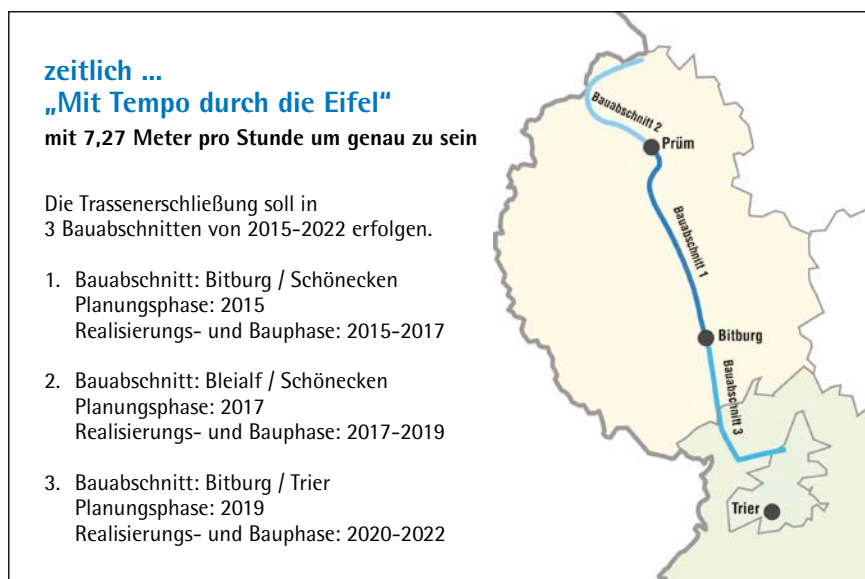 zeitlich ...
„Mit Tempo durch die Eifel“
mit 7,27 Meter pro Stunde um genau zu sein
Die Trassenerschließung soll in
3 Bauabschnitten von 2015-2022 erfolgen.
1. Bauabschnitt: Bitburg / Schönecken
Planungsphase: 2015
Realisierungs- und Bauphase: 2015-2017
2. Bauabschnitt: Bleialf / Schönecken
Planungsphase: 2017
Realisierungs- und Bauphase: 2017-2019
3. Bauabschnitt: Bitburg / Trier
Planungsphase: 2019
Realisierungs- und Bauphase: 2020-2022
Bauabschnitt 2
Prüm
Bauabschnitt 1
Bitburg
Bauabschnitt 3
Trier